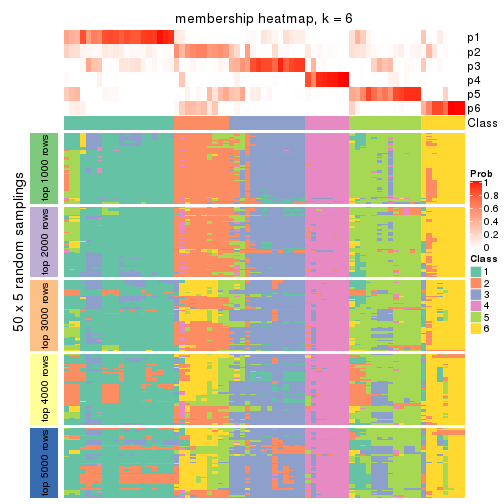 membership heatmap, k = 6
p1
p2
p3
p4
p5
p6
Class
50 x 5 random samplings
top 1000 rows
top 2000 rows
top 3000 rows
top 4000 rows
top 5000 rows
Prob
1
0.8
0.6
0.4
0.2
0
Class
1
2
3
4
5
6